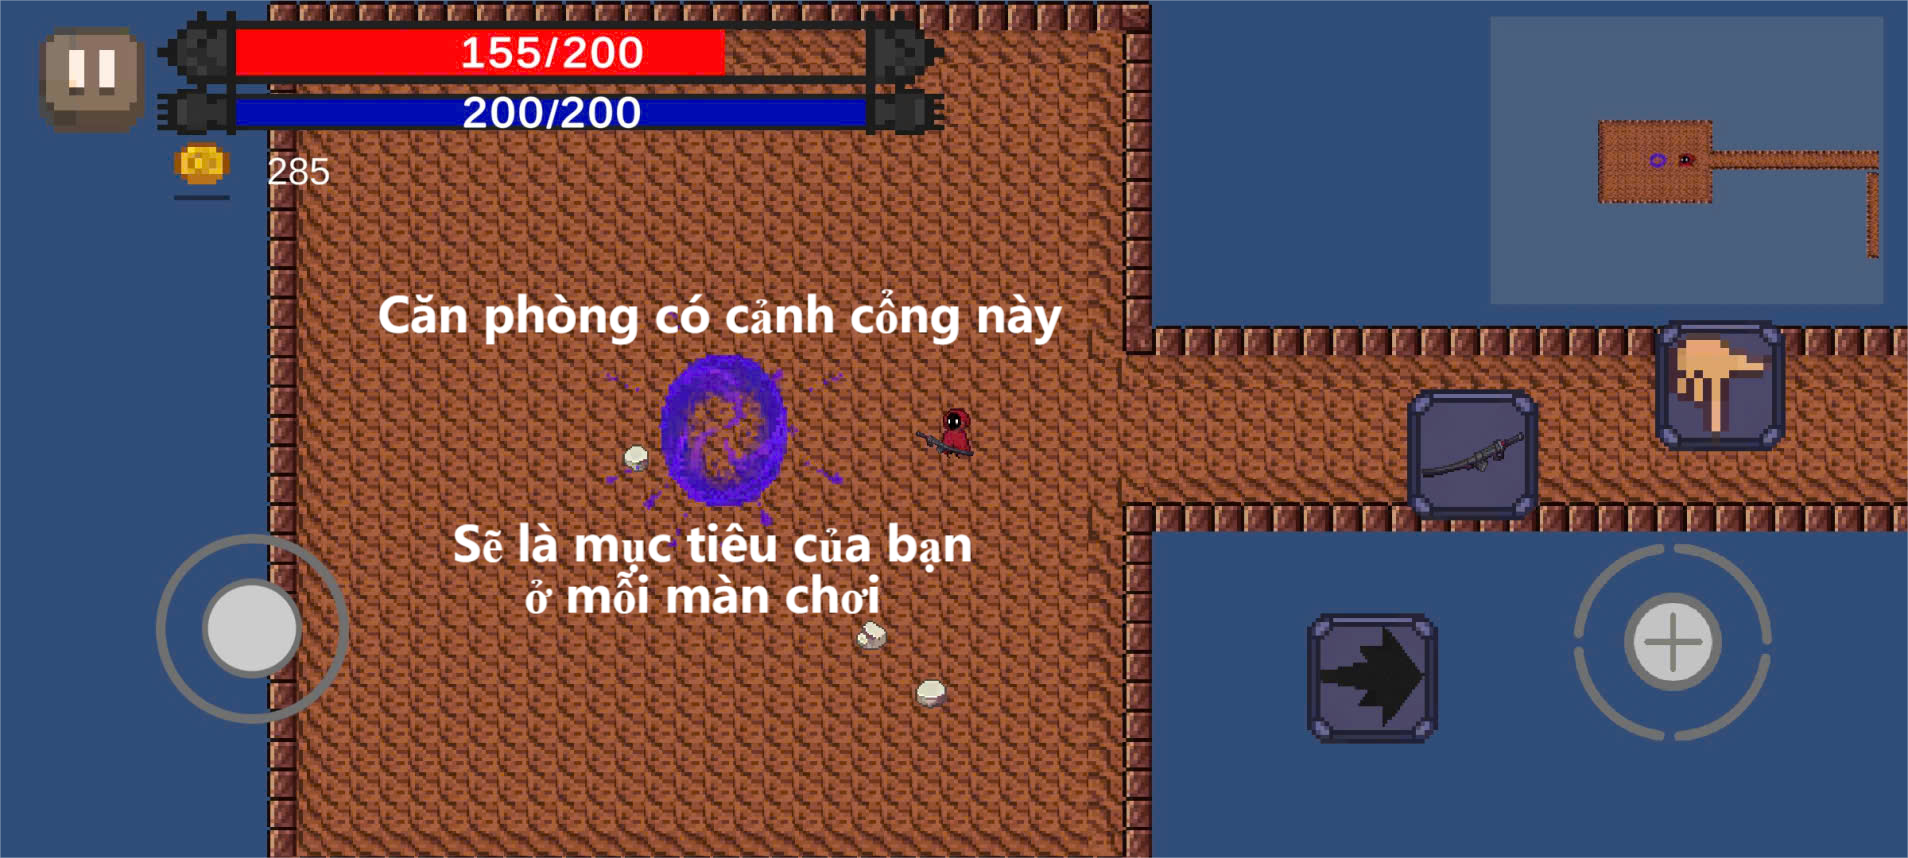 155/200
200/200
285
Căn phòng có cảnh cổng này
Sẽ là mục tiêu của bạn
ở mỗi màn chơi